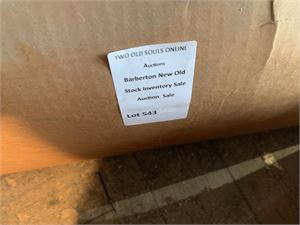 TWO OLD SOULS ONLINE
Auctions
Barberton New Old
Stock Inventory Sale
Auction Sale
Lot 543